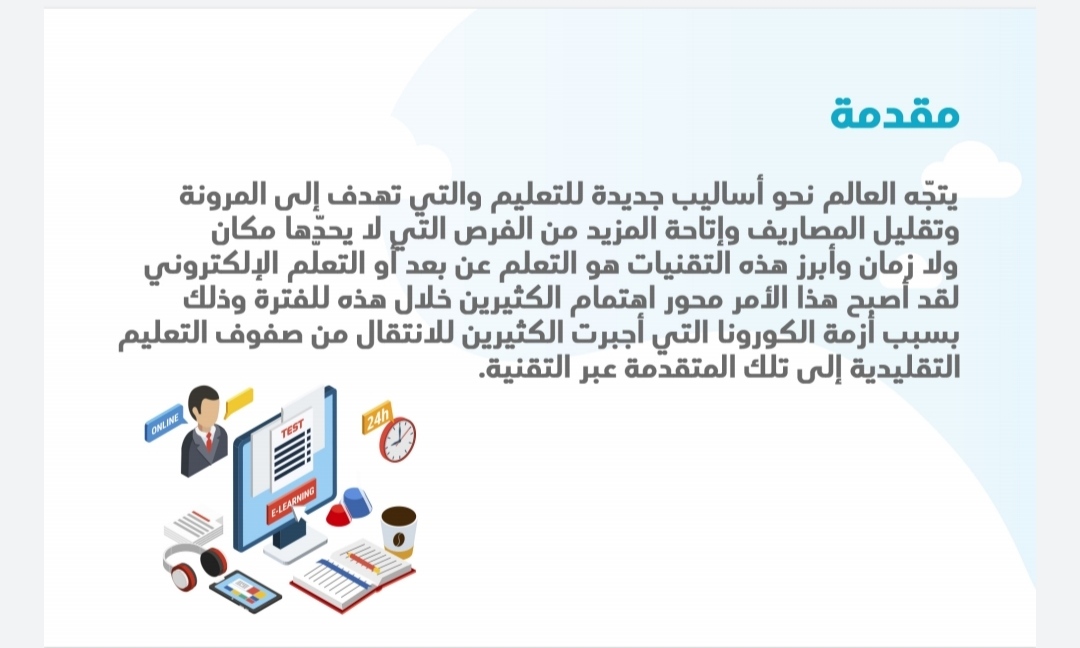 مقدمة
يتجّه العالم نحو أساليب جديدة للتعليم والتي تهدف إلى المرونة
وتقليل المصاريف وإتاحة المزيد من الفرص التي لا يحدّها مكان
ولا زمان وأبرز هذه التقنيات هو التعلم عن بعد أو التعلّم الإلكتروني
لقد أصبح هذا الأمر محور اهتمام الكثيرين خلال هذه للفترة وذلك
بسبب أزمة الكورونا التي أجبرت الكثيرين للانتقال من صفوف التعليم
التقليدية إلى تلك المتقدمة عبر التقنية.
ONLINE
TEST
24h
E-LEARNING